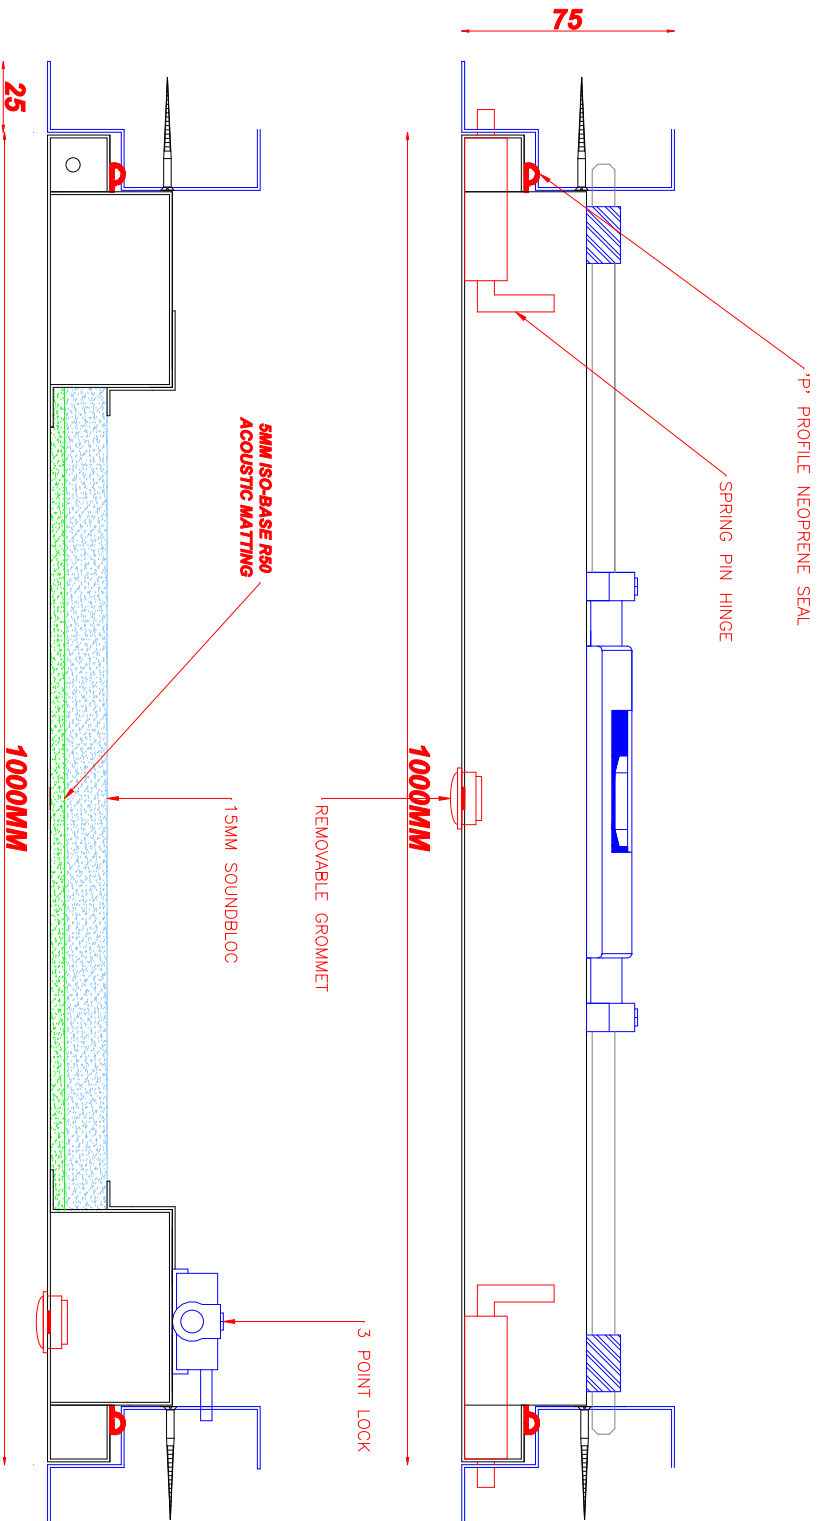 75
'P' PROFILE NEOPRENE SEAL
SPRING PIN HINGE
1000MM
REMOVABLE GROMMET
25
5MM ISO-BASE R50
ACOUSTIC MATTING
15MM SOUNDBLOC
3 POINT LOCK
1000MM